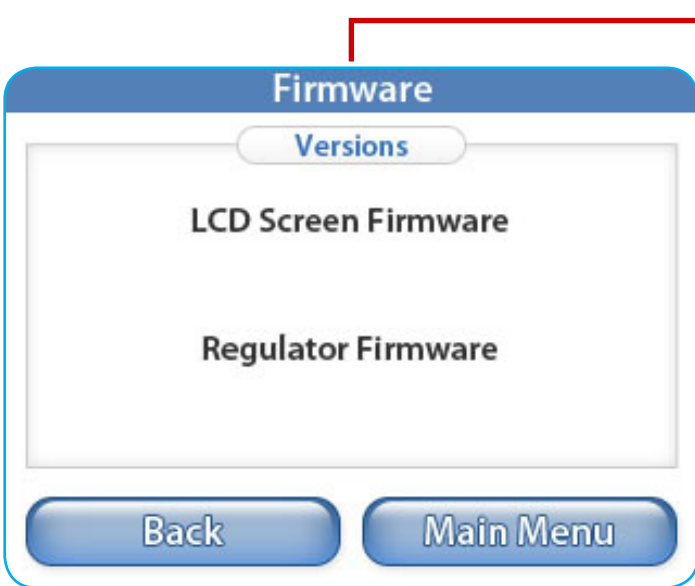 Firmware
Versions
LCD Screen Firmware
Regulator Firmware
Back
Main Menu